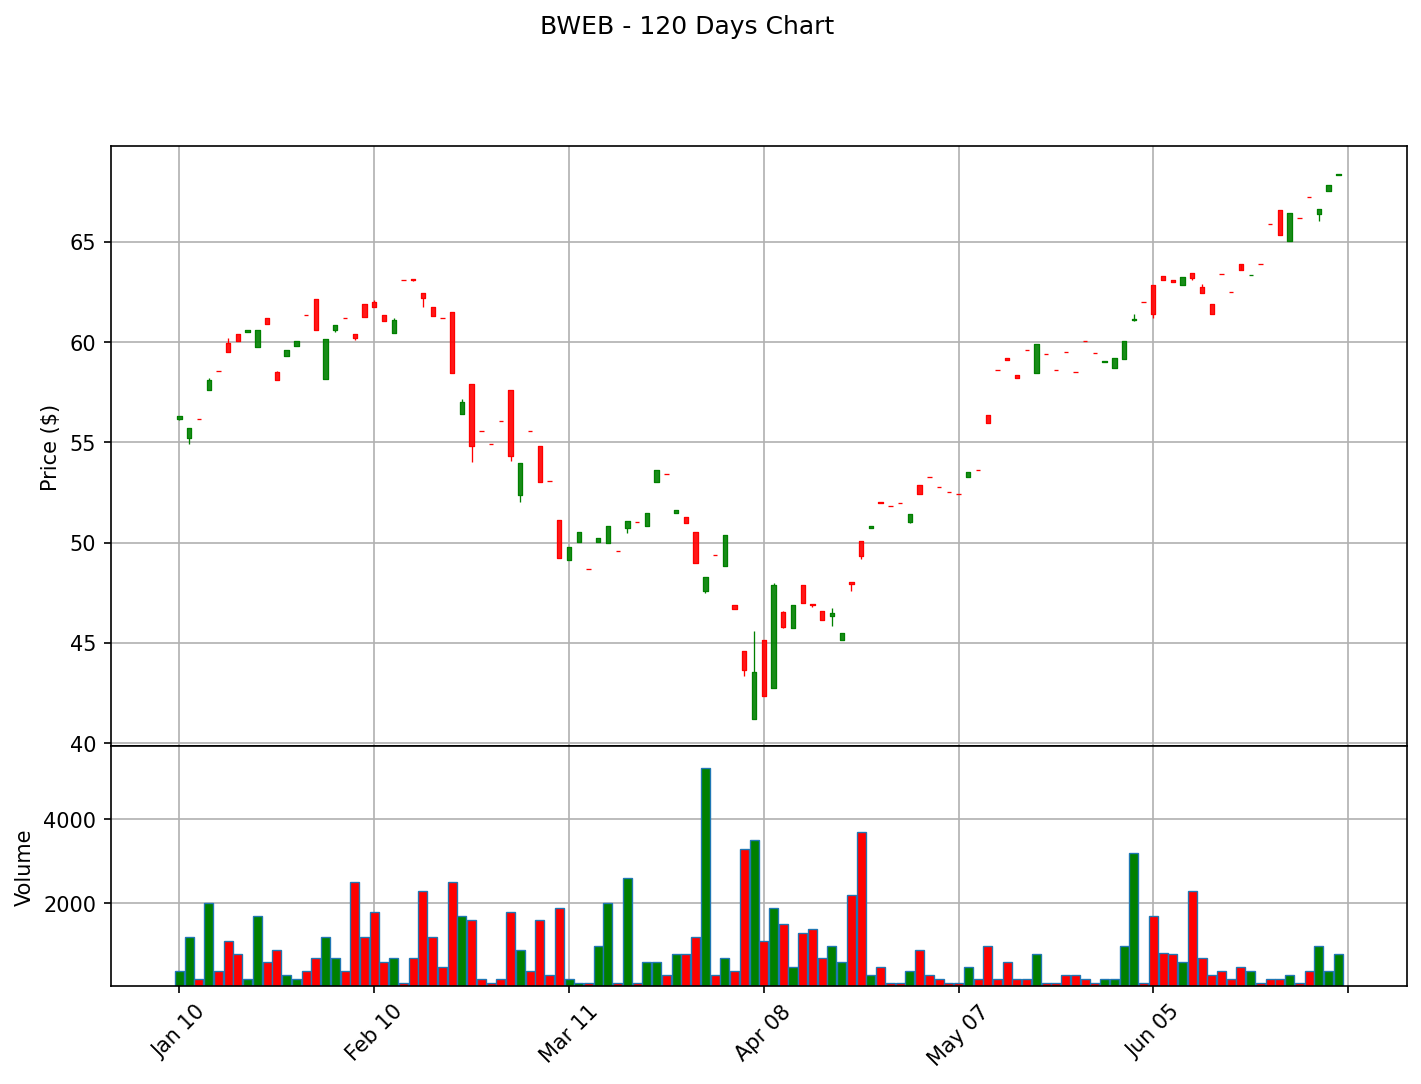 BWEB - 120 Days Chart
Price ($)
65
60
55
50
45
40
Volume
4000
2000
Jan 10
Feb 10
Mar 11
Apr 08
May 07
Jun 05